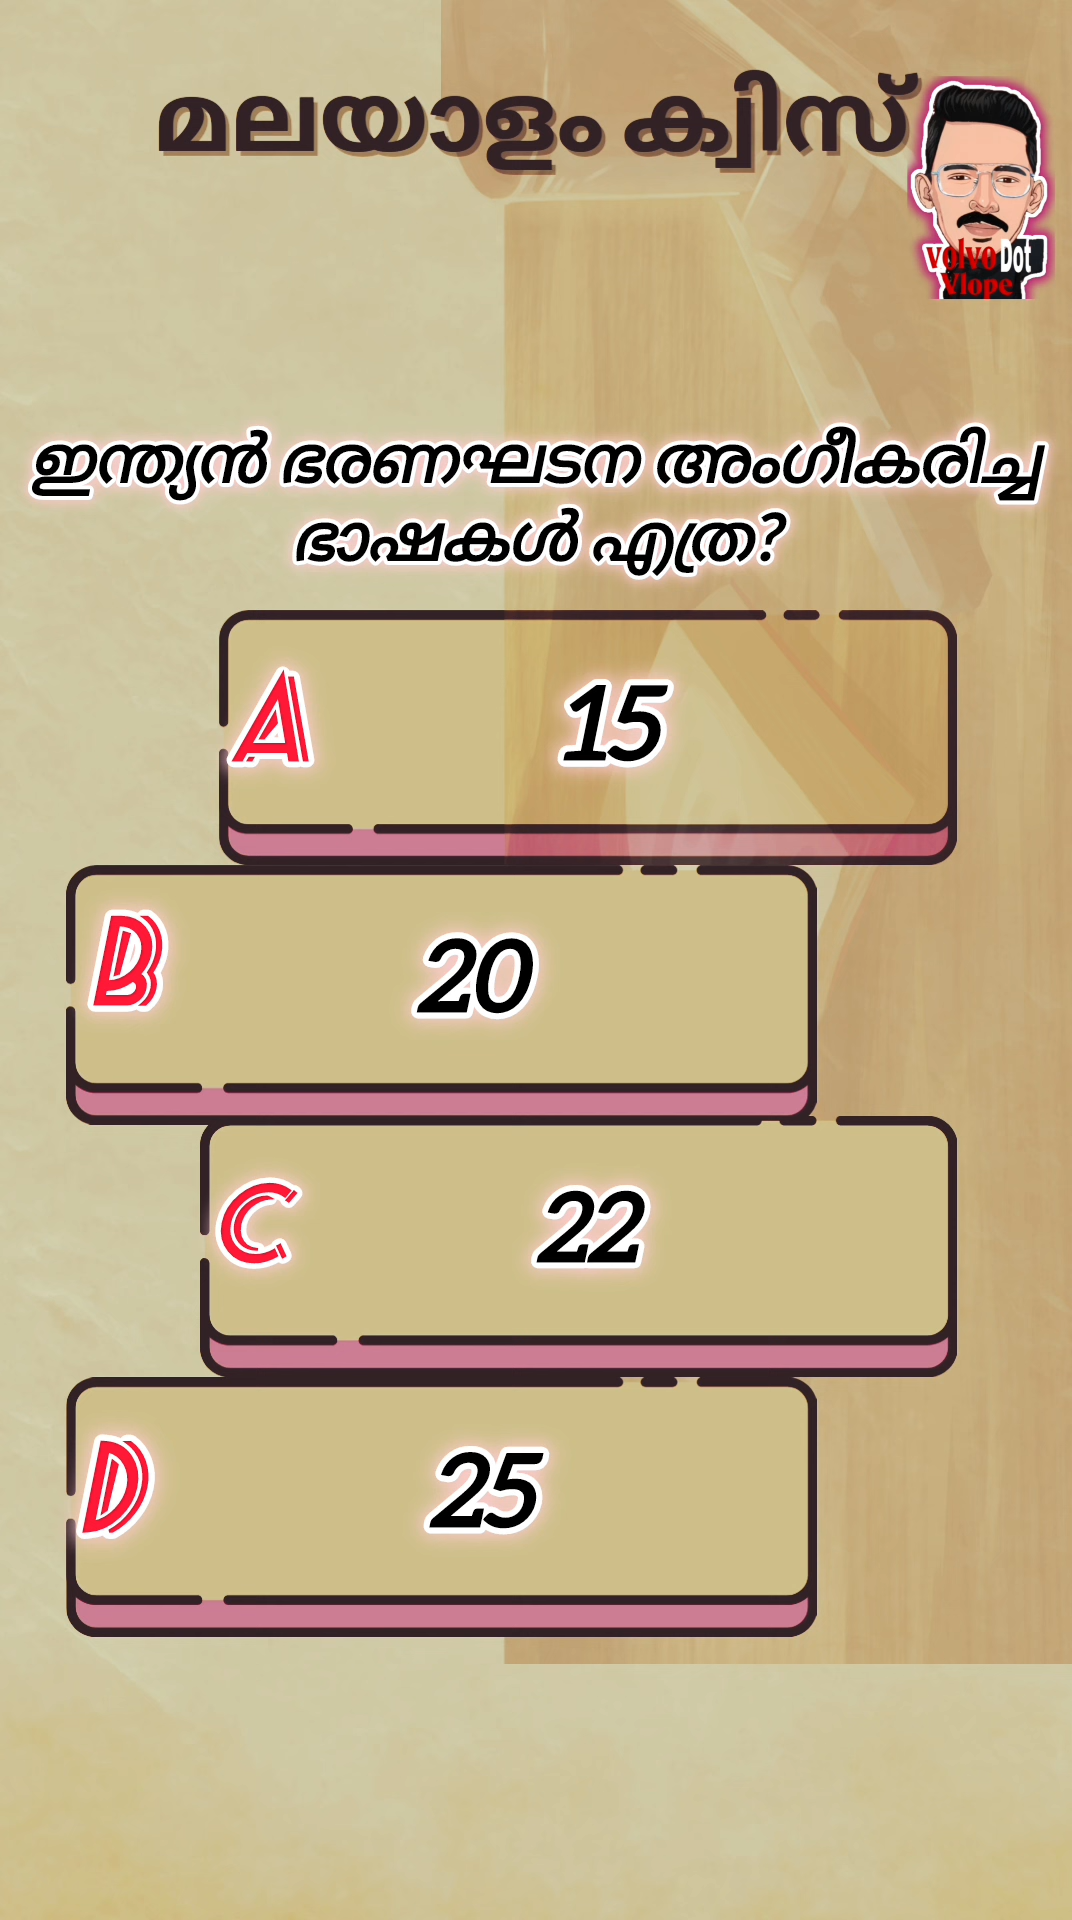 മലയാളം ക്വിസ്
volvo Dot
Vlope
ഇന്ത്യൻ ഭരണഘടന അംഗീകരിച്ച
ഭാഷകൾ എത്ര?
A 15
B 20
C 22
D 25